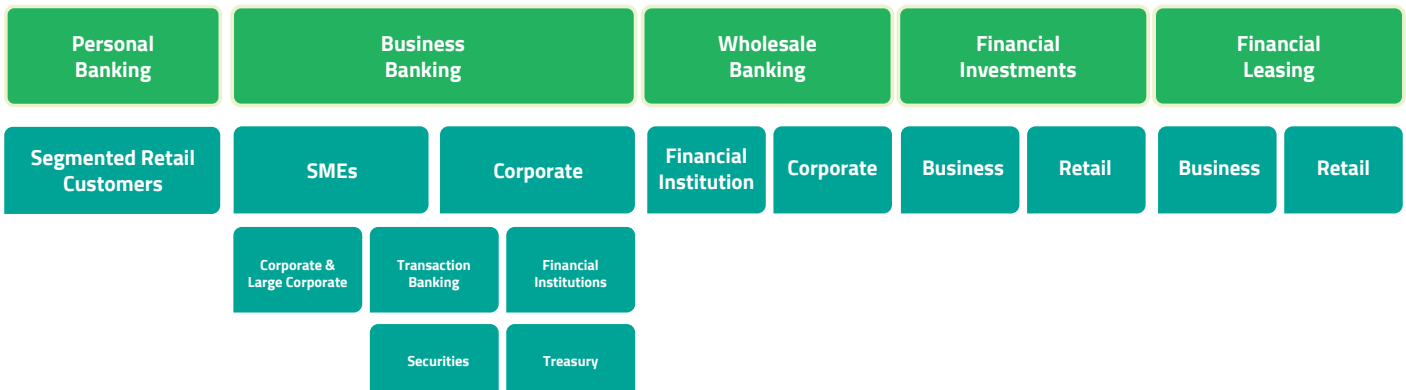 Personal
Banking
Business
Banking
Wholesale
Banking
Financial
Investments
Financial
Leasing
Segmented Retail
Customers
SMEs
Corporate
Financial
Institution
Corporate
Business
Retail
Business
Retail
Corporate &
Large Corporate
Transaction
Banking
Financial
Institutions
Securities
Treasury